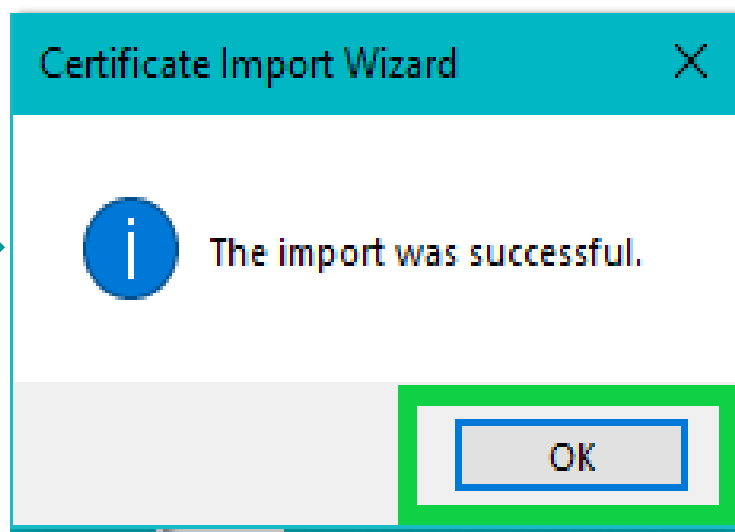 Certificate Import Wizard
The import was successful.
OK